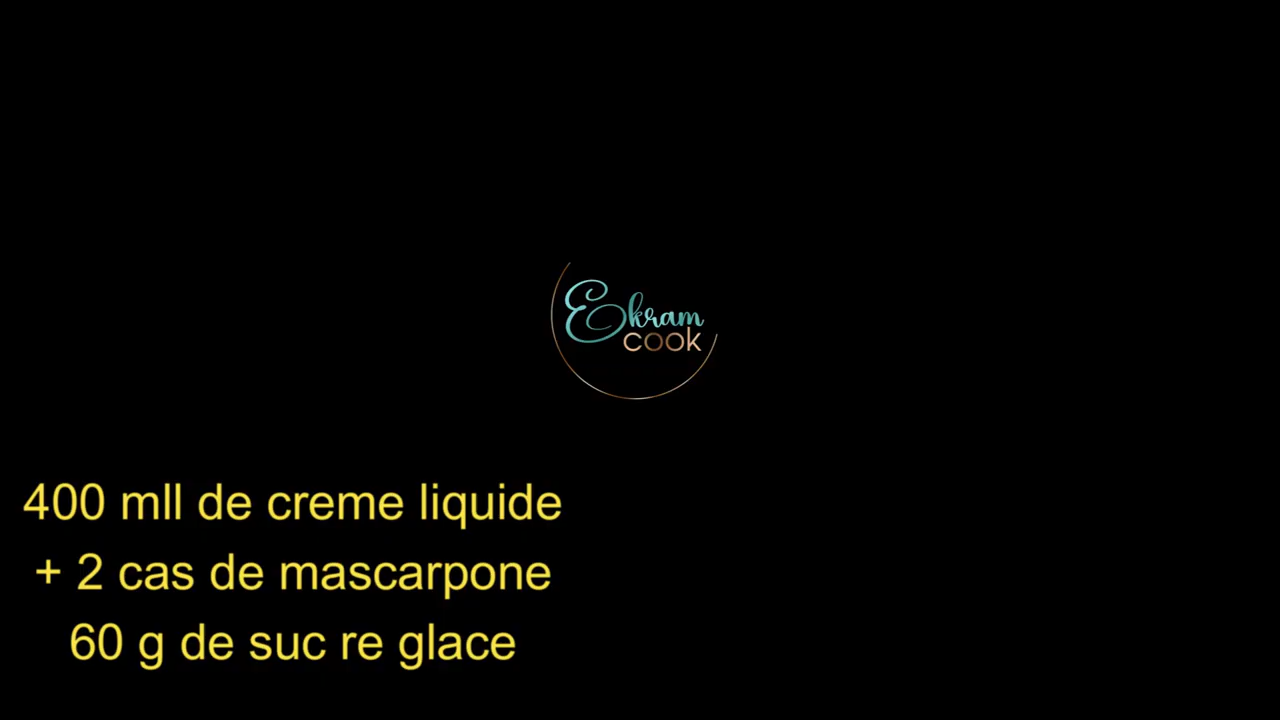 Ekram
cook
400 mll de creme liquide
+ 2 cas de mascarpone
60 g de suc re glace